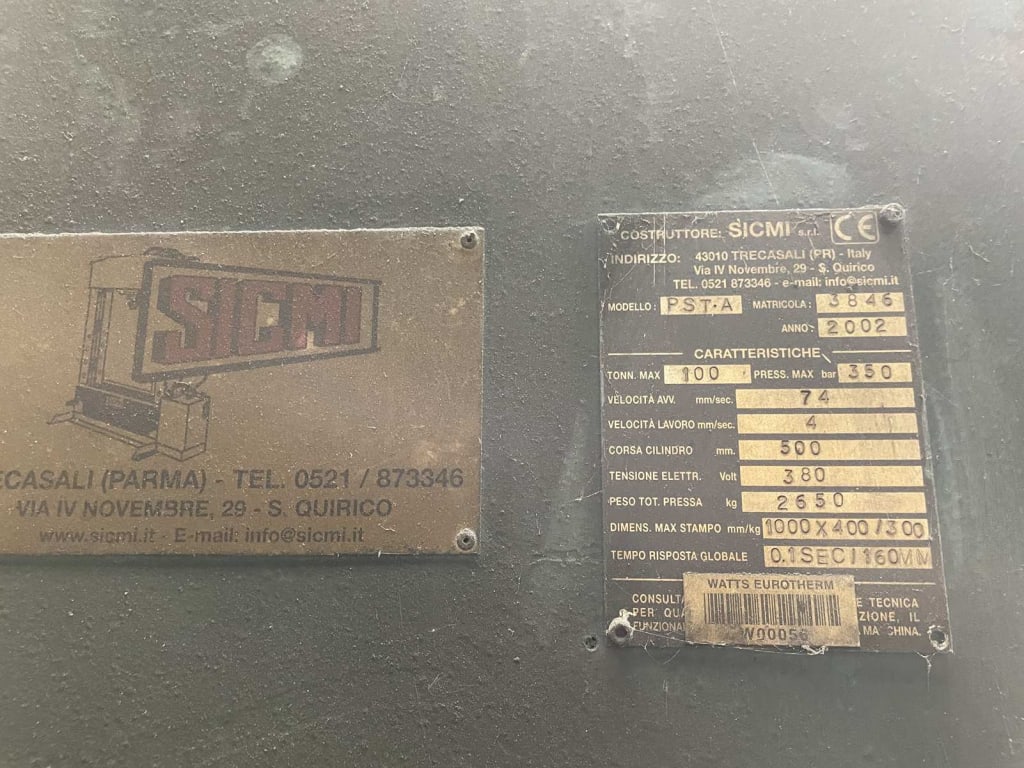 SICMI
ECASALI (PARMA) - TEL. 0521 / 873346
VIA IV NOVEMBRE, 29 - S. QUIRICO
www.sicmi.it - E-mail: info@sicmi.it
COSTRUTTORE: SICMI s.r.l. CE
INDIRIZZO: 43010 TRECASALI (PR) - Italy
Via IV Novembre, 29 - S. Quirico
TEL. 0521 873346 - e-mail: info@sicmi.it
MODELLO: PST.A MATRICOLA: 3846
ANNO: 2002
CARATTERISTICHE
TONN. MAX 100 PRESS. MAX bar 350
VELOCITÀ AVV. mm/sec. 74
VELOCITÀ LAVORO mm/sec. 4
CORSA CILINDRO mm. 500
TENSIONE ELETTR. Volt 380
PESO TOT. PRESSA kg 2650
DIMENS. MAX STAMPO mm/kg 1000X400/300
TEMPO RISPOSTA GLOBALE 0.1SEC/160MM
WATTS EUROTHERM
W00056
CONSULTA E TECNICA
PER QUA ZIONE, IL
FUNZIONA MACCHINA.